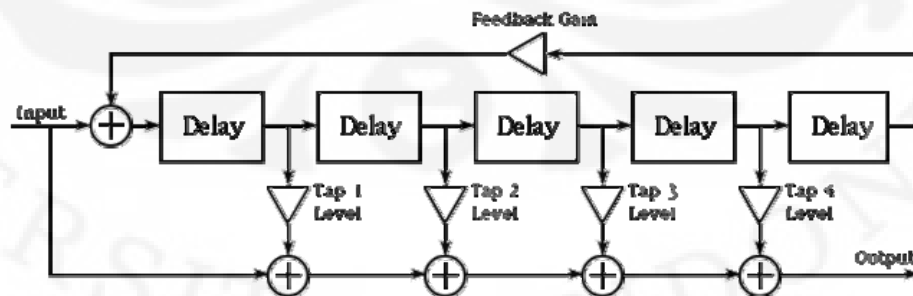 Feedback Gain
Input
Delay
Delay
Delay
Delay
Delay
Tap 1
Level
Tap 2
Level
Tap 3
Level
Tap 4
Level
Output